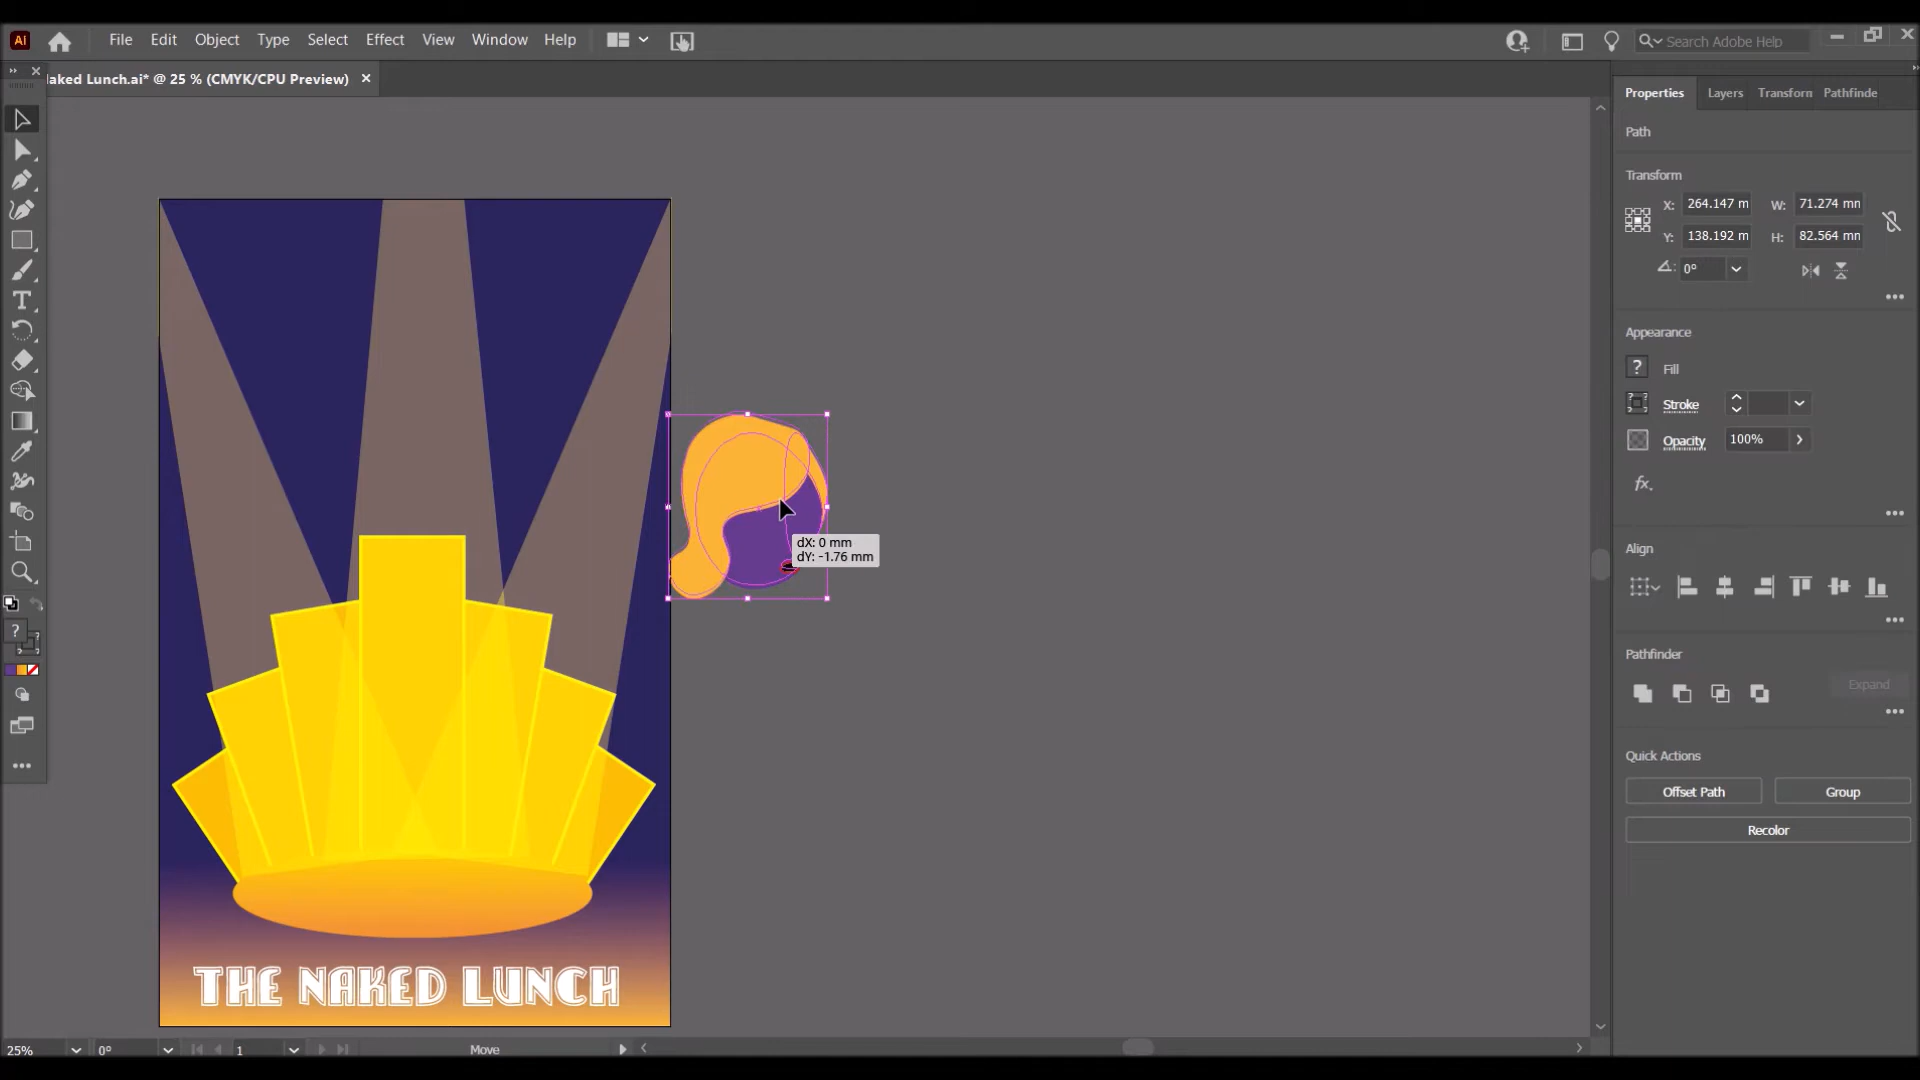 Ai File Edit Object Type Select Effect View Window Help Search Adobe Help
aked Lunch.ai* @ 25 % (CMYK/CPU Preview) ×
Properties Layers Transform Pathfinde
Path
Transform
X: 264.147 m W: 71.274 mm
Y: 138.192 m H: 82.564 mm
0°
Appearance
? Fill
Stroke
Opacity 100%
fx.
dX: 0 mm
dY: -1.76 mm
Align
Pathfinder
Expand
Quick Actions
Offset Path Group
Recolor
THE NAKED LUNCH
25% 0° 1 Move